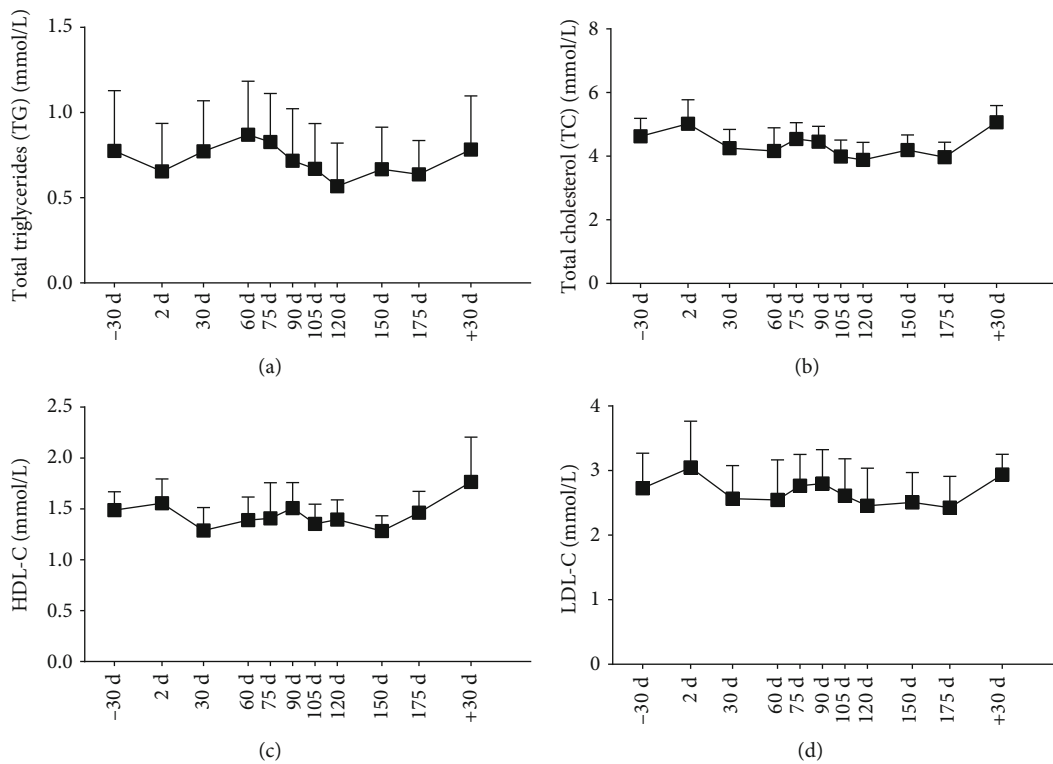 Total triglycerides (TG) (mmol/L)
1.5
1.0
0.5
0.0
−30 d
2 d
30 d
60 d
75 d
90 d
105 d
120 d
150 d
175 d
+30 d
(a)
Total cholesterol (TC) (mmol/L)
8
6
4
2
0
−30 d
2 d
30 d
60 d
75 d
90 d
105 d
120 d
150 d
175 d
+30 d
(b)
HDL-C (mmol/L)
2.5
2.0
1.5
1.0
0.5
0.0
−30 d
2 d
30 d
60 d
75 d
90 d
105 d
120 d
150 d
175 d
+30 d
(c)
LDL-C (mmol/L)
4
3
2
1
0
−30 d
2 d
30 d
60 d
75 d
90 d
105 d
120 d
150 d
175 d
+30 d
(d)